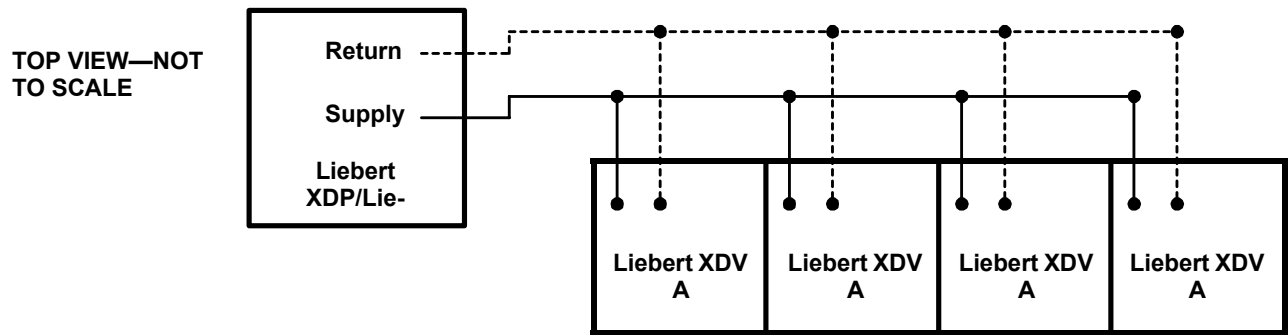 TOP VIEW—NOT
TO SCALE
Return
Supply
Liebert
XDP/Lie-
Liebert XDV
A
Liebert XDV
A
Liebert XDV
A
Liebert XDV
A